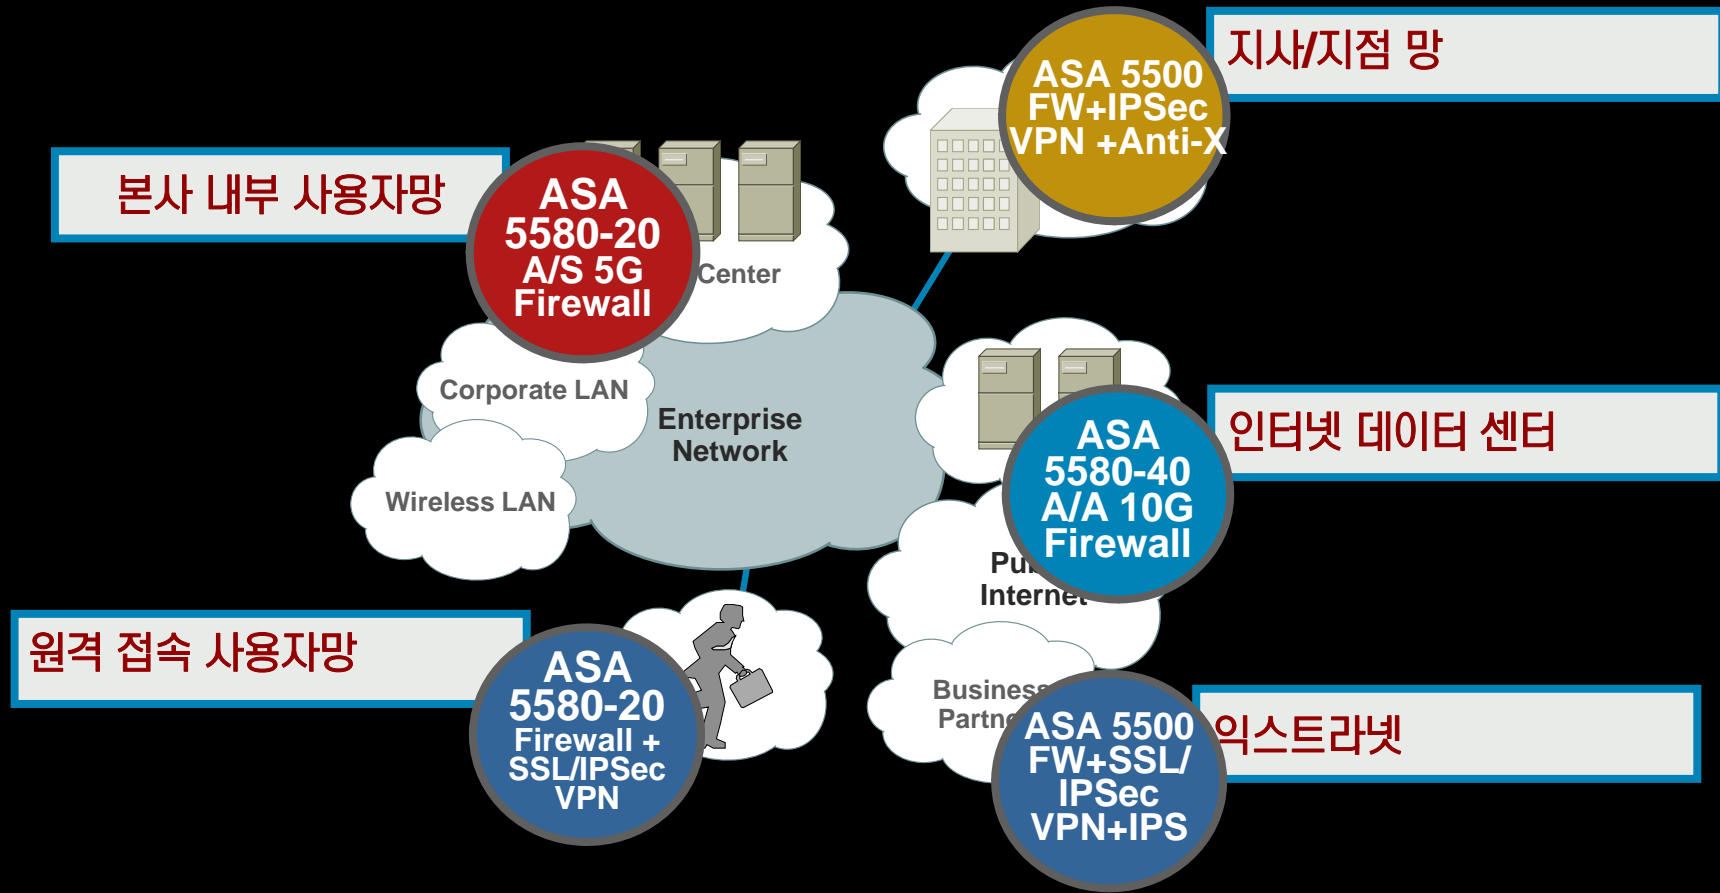 지사/지점 망
ASA 5500
FW+IPSec
VPN +Anti-X
본사 내부 사용자망
ASA
5580-20
A/S 5G
Firewall
Center
Corporate LAN
Enterprise
Network
Wireless LAN
인터넷 데이터 센터
ASA
5580-40
A/A 10G
Firewall
Internet
원격 접속 사용자망
ASA
5580-20
Firewall +
SSL/IPSec
VPN
Business
익스트라넷
ASA 5500
FW+SSL/
IPSec
VPN+IPS